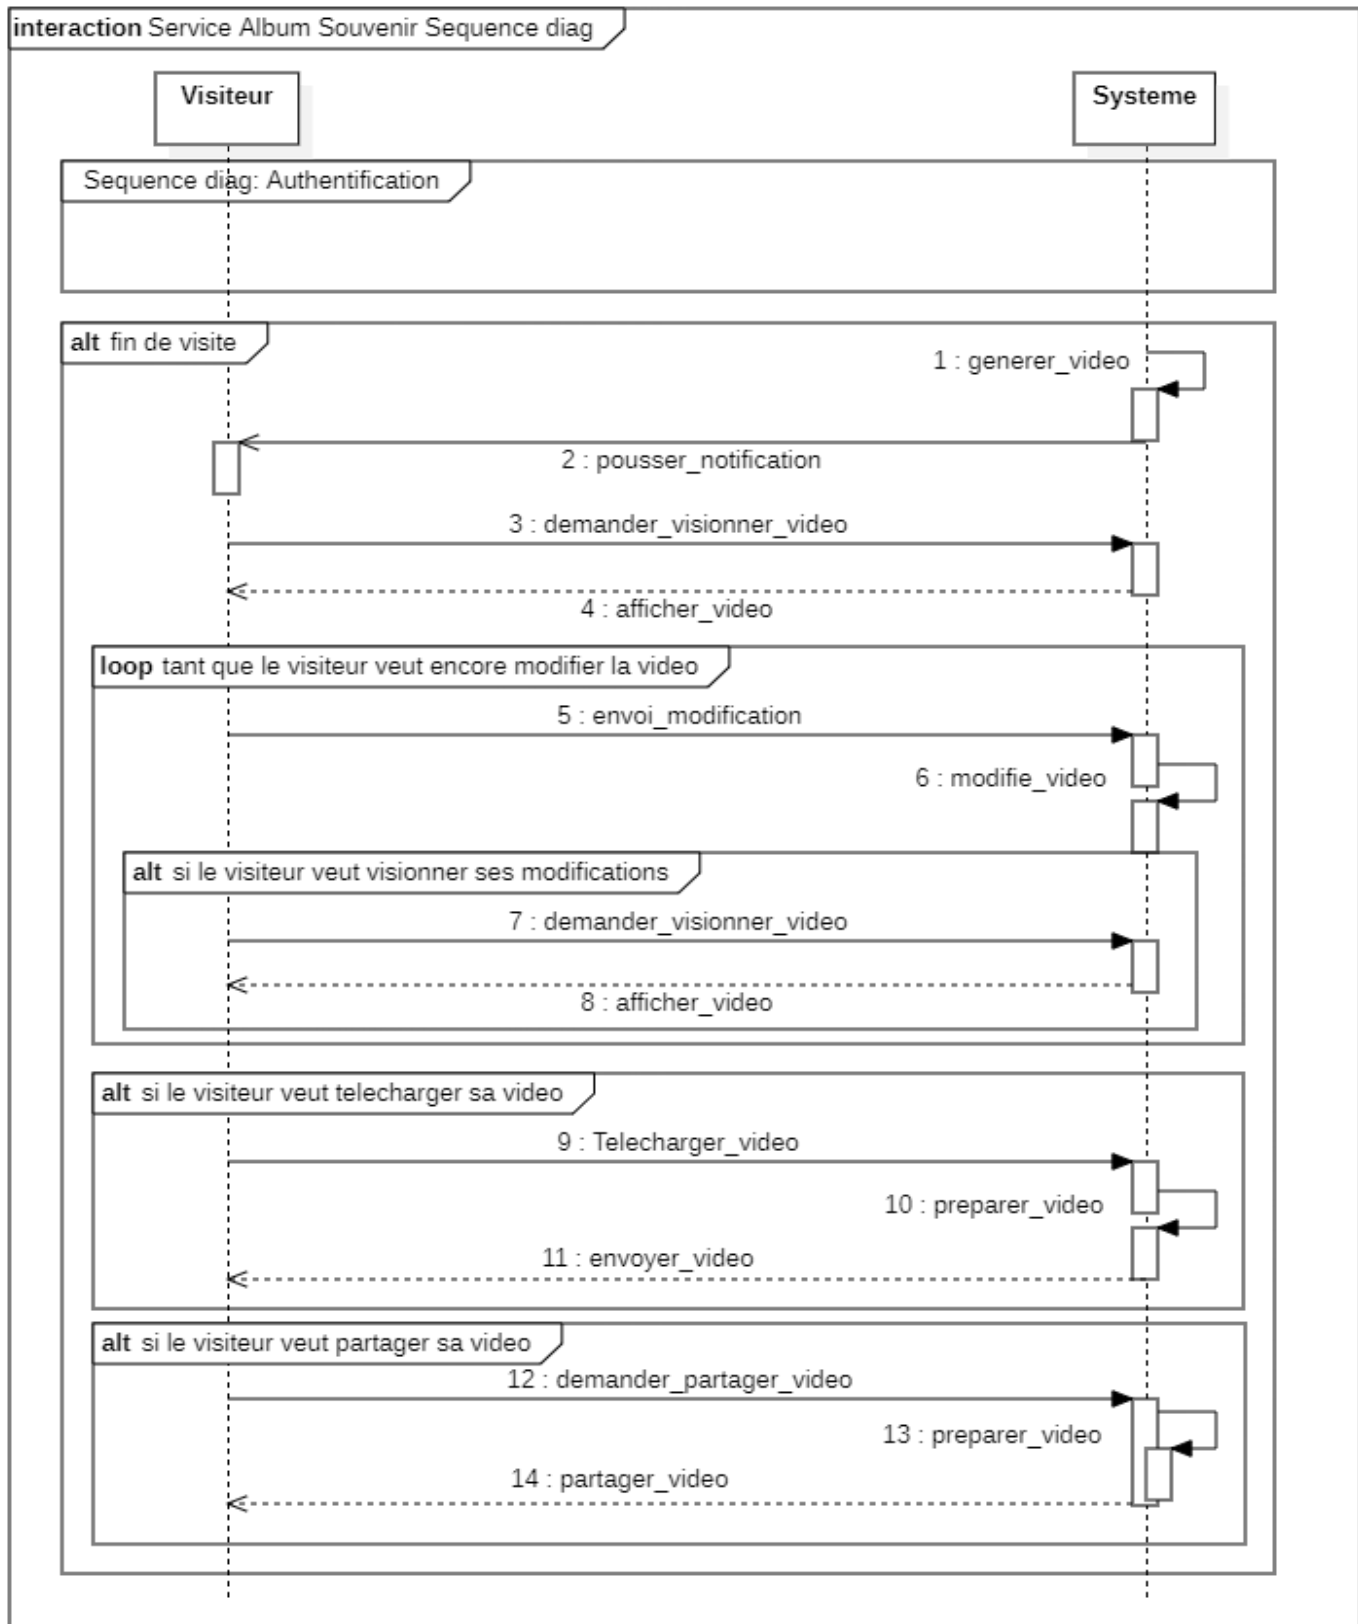 interaction Service Album Souvenir Sequence diag
Visiteur
Systeme
Sequence diag: Authentification
alt fin de visite
1 : generer_video
2 : pousser_notification
3 : demander_visionner_video
4 : afficher_video
loop tant que le visiteur veut encore modifier la video
5 : envoi_modification
6 : modifie_video
alt si le visiteur veut visionner ses modifications
7 : demander_visionner_video
8 : afficher_video
alt si le visiteur veut telecharger sa video
9 : Telecharger_video
10 : preparer_video
11 : envoyer_video
alt si le visiteur veut partager sa video
12 : demander_partager_video
13 : preparer_video
14 : partager_video